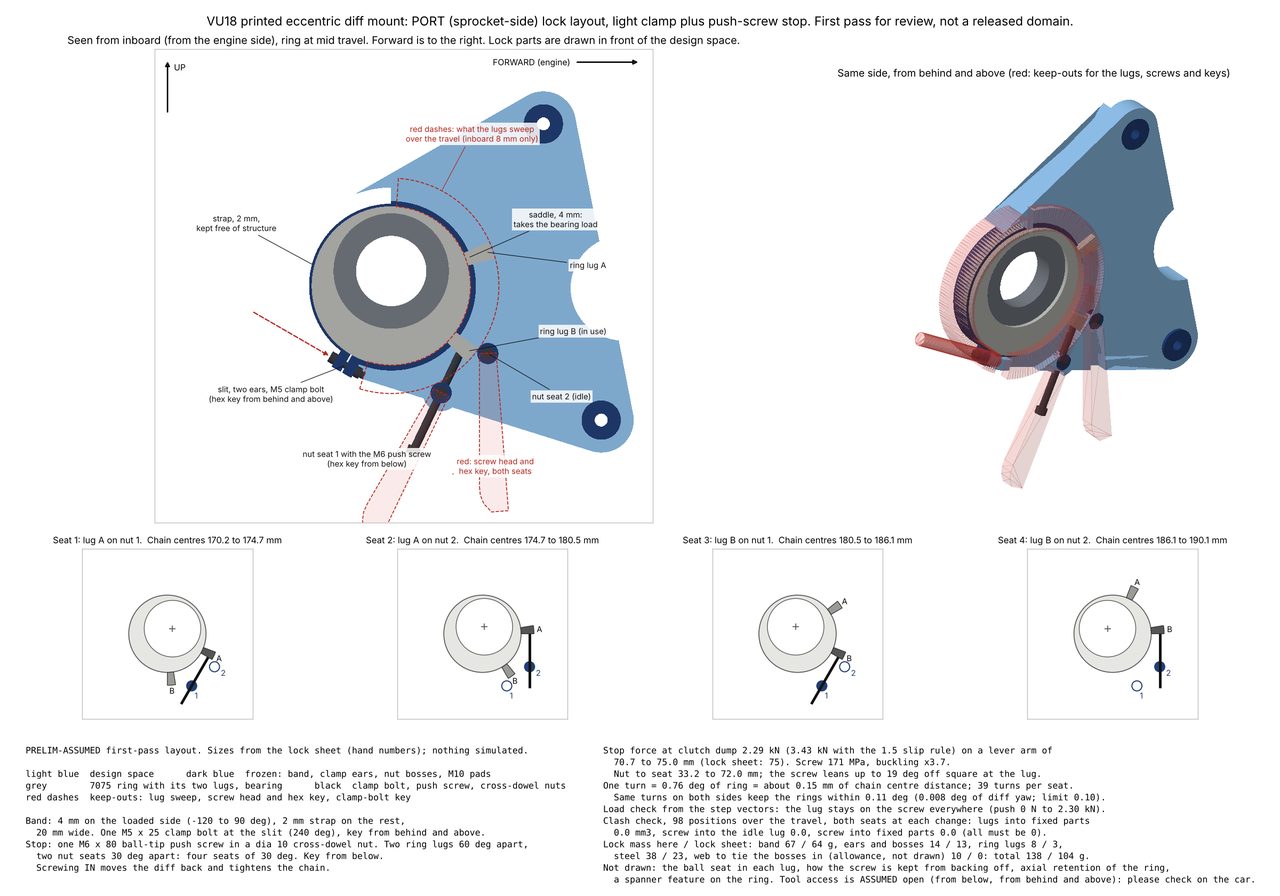 VU18 printed eccentric diff mount: PORT (sprocket-side) lock layout, light clamp plus push-screw stop. First pass for review, not a released domain.
Seen from inboard (from the engine side), ring at mid travel. Forward is to the right. Lock parts are drawn in front of the design space.
UP
FORWARD (engine)
Same side, from behind and above (red: keep-outs for the lugs, screws and keys)
red dashes: what the lugs sweep
over the travel (inboard 8 mm only)
strap, 2 mm,
kept free of structure
saddle, 4 mm:
takes the bearing load
ring lug A
ring lug B (in use)
slit, two ears, M5 clamp bolt
(hex key from behind and above)
nut seat 2 (idle)
nut seat 1 with the M6 push screw
(hex key from below)
red: screw head and
hex key, both seats
Seat 1: lug A on nut 1.  Chain centres 170.2 to 174.7 mm
Seat 2: lug A on nut 2.  Chain centres 174.7 to 180.5 mm
Seat 3: lug B on nut 1.  Chain centres 180.5 to 186.1 mm
Seat 4: lug B on nut 2.  Chain centres 186.1 to 190.1 mm
A
2
B
1
A
2
B
1
A
B
2
1
A
B
2
1
PRELIM-ASSUMED first-pass layout. Sizes from the lock sheet (hand numbers); nothing simulated.
light blue  design space      dark blue  frozen: band, clamp ears, nut bosses, M10 pads
grey        7075 ring with its two lugs, bearing      black  clamp bolt, push screw, cross-dowel nuts
red dashes  keep-outs: lug sweep, screw head and hex key, clamp-bolt key
Band: 4 mm on the loaded side (-120 to 90 deg), 2 mm strap on the rest,
20 mm wide. One M5 x 25 clamp bolt at the slit (240 deg), key from behind and above.
Stop: one M6 x 80 ball-tip push screw in a dia 10 cross-dowel nut. Two ring lugs 60 deg apart,
two nut seats 30 deg apart: four seats of 30 deg. Key from below.
Screwing IN moves the diff back and tightens the chain.
Stop force at clutch dump 2.29 kN (3.43 kN with the 1.5 slip rule) on a lever arm of
70.7 to 75.0 mm (lock sheet: 75). Screw 171 MPa, buckling x3.7.
Nut to seat 33.2 to 72.0 mm; the screw leans up to 19 deg off square at the lug.
One turn = 0.76 deg of ring = about 0.15 mm of chain centre distance; 39 turns per seat.
Same turns on both sides keep the rings within 0.11 deg (0.008 deg of diff yaw; limit 0.10).
Load check from the step vectors: the lug stays on the screw everywhere (push 0 N to 2.30 kN).
Clash check, 98 positions over the travel, both seats at each change: lugs into fixed parts
0.0 mm3, screw into the idle lug 0.0, screw into fixed parts 0.0 (all must be 0).
Lock mass here / lock sheet: band 67 / 64 g, ears and bosses 14 / 13, ring lugs 8 / 3,
steel 38 / 23, web to tie the bosses in (allowance, not drawn) 10 / 0: total 138 / 104 g.
Not drawn: the ball seat in each lug, how the screw is kept from backing off, axial retention of the ring,
a spanner feature on the ring. Tool access is ASSUMED open (from below, from behind and above): please check on the car.